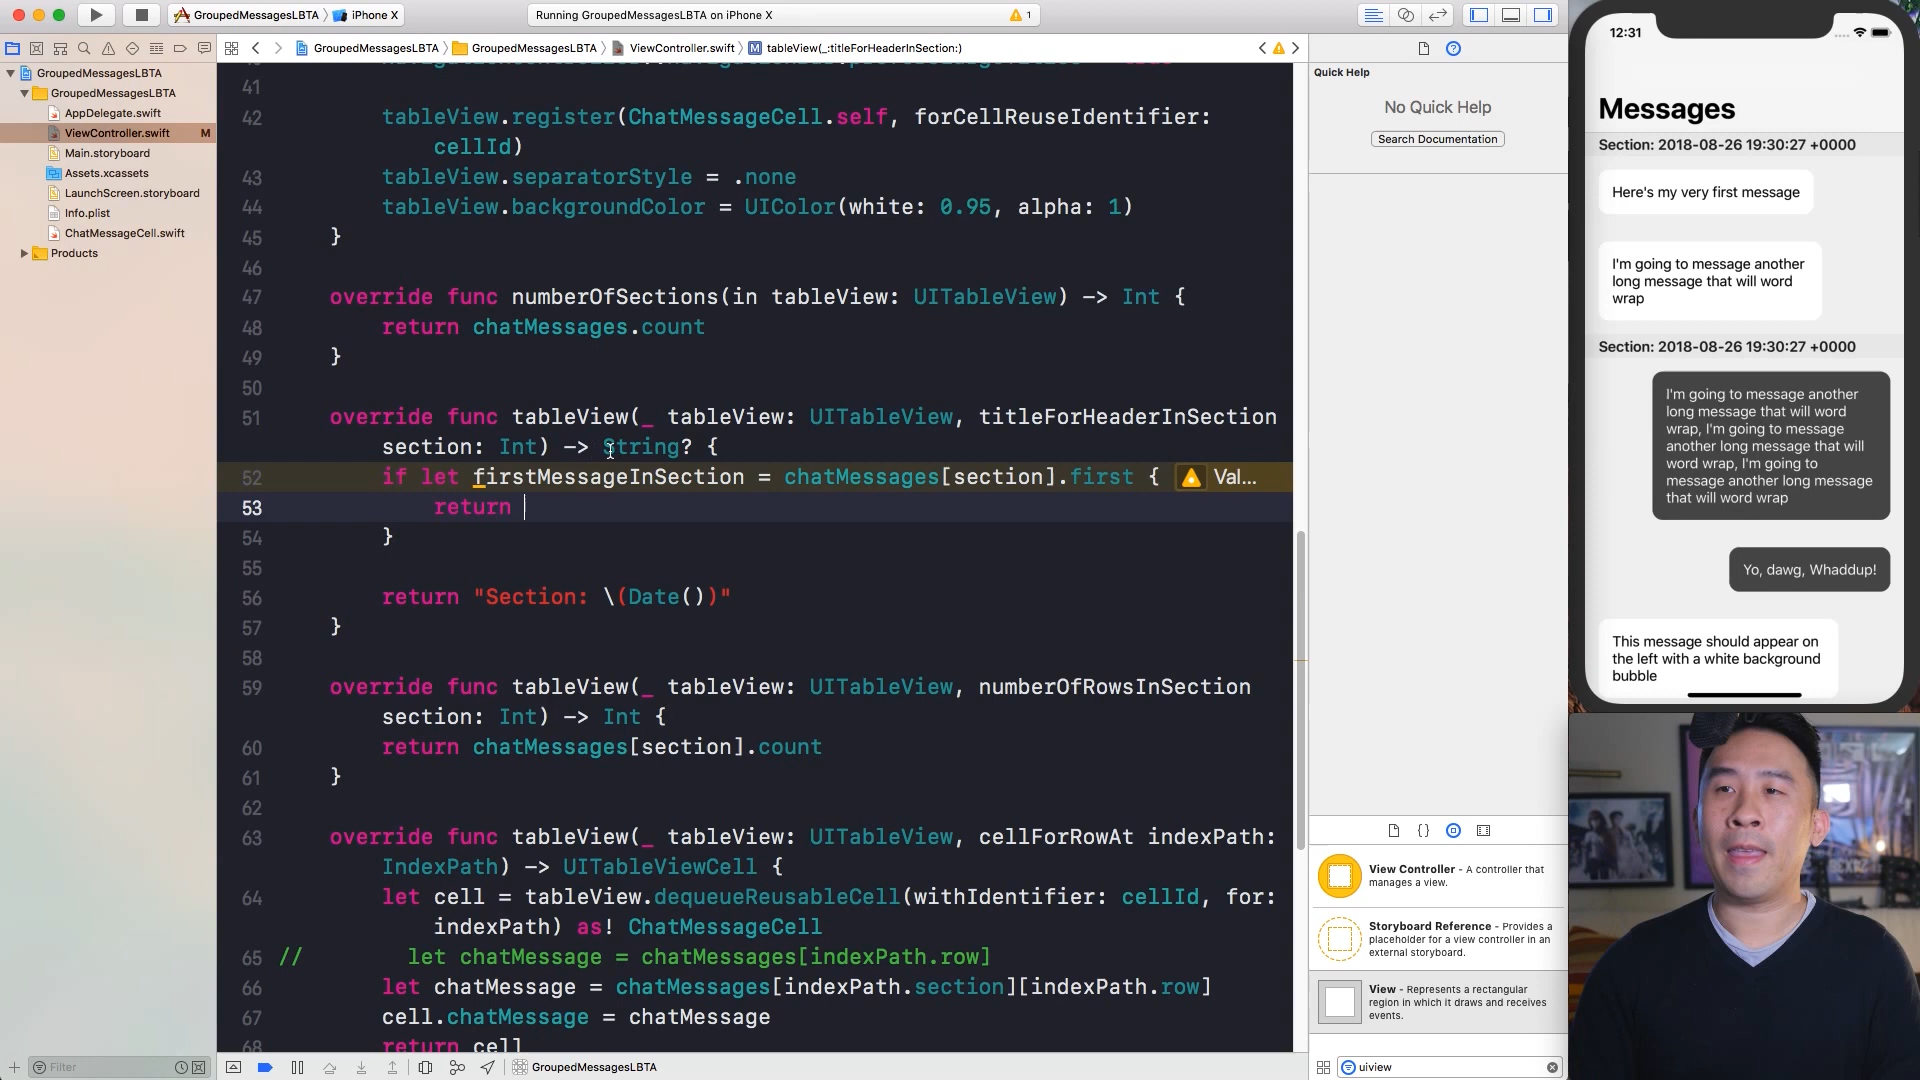 GroupedMessagesLBTA 〉 iPhone X
Running GroupedMessagesLBTA on iPhone X
1
GroupedMessagesLBTA 〉 GroupedMessagesLBTA 〉 ViewController.swift 〉 M tableView(_:titleForHeaderInSection:)
GroupedMessagesLBTA
GroupedMessagesLBTA
AppDelegate.swift
ViewController.swift M
Main.storyboard
Assets.xcassets
LaunchScreen.storyboard
Info.plist
ChatMessageCell.swift
Products
Filter
41
42 tableView.register(ChatMessageCell.self, forCellReuseIdentifier:
cellId)
43 tableView.separatorStyle = .none
44 tableView.backgroundColor = UIColor(white: 0.95, alpha: 1)
45 }
46
47 override func numberOfSections(in tableView: UITableView) -> Int {
48 return chatMessages.count
49 }
50
51 override func tableView(_ tableView: UITableView, titleForHeaderInSection
section: Int) -> String? {
52 if let firstMessageInSection = chatMessages[section].first { Val...
53 return
54 }
55
56 return "Section: \(Date())"
57 }
58
59 override func tableView(_ tableView: UITableView, numberOfRowsInSection
section: Int) -> Int {
60 return chatMessages[section].count
61 }
62
63 override func tableView(_ tableView: UITableView, cellForRowAt indexPath:
IndexPath) -> UITableViewCell {
64 let cell = tableView.dequeueReusableCell(withIdentifier: cellId, for:
indexPath) as! ChatMessageCell
65 // let chatMessage = chatMessages[indexPath.row]
66 let chatMessage = chatMessages[indexPath.section][indexPath.row]
67 cell.chatMessage = chatMessage
68 return cell
GroupedMessagesLBTA
Quick Help
No Quick Help
Search Documentation
{ }
View Controller - A controller that
manages a view.
Storyboard Reference - Provides a
placeholder for a view controller in an
external storyboard.
View - Represents a rectangular
region in which it draws and receives
events.
uiview
12:31
Messages
Section: 2018-08-26 19:30:27 +0000
Here's my very first message
I'm going to message another
long message that will word
wrap
Section: 2018-08-26 19:30:27 +0000
I'm going to message another
long message that will word
wrap, I'm going to message
another long message that will
word wrap, I'm going to
message another long message
that will word wrap
Yo, dawg, Whaddup!
This message should appear on
the left with a white background
bubble